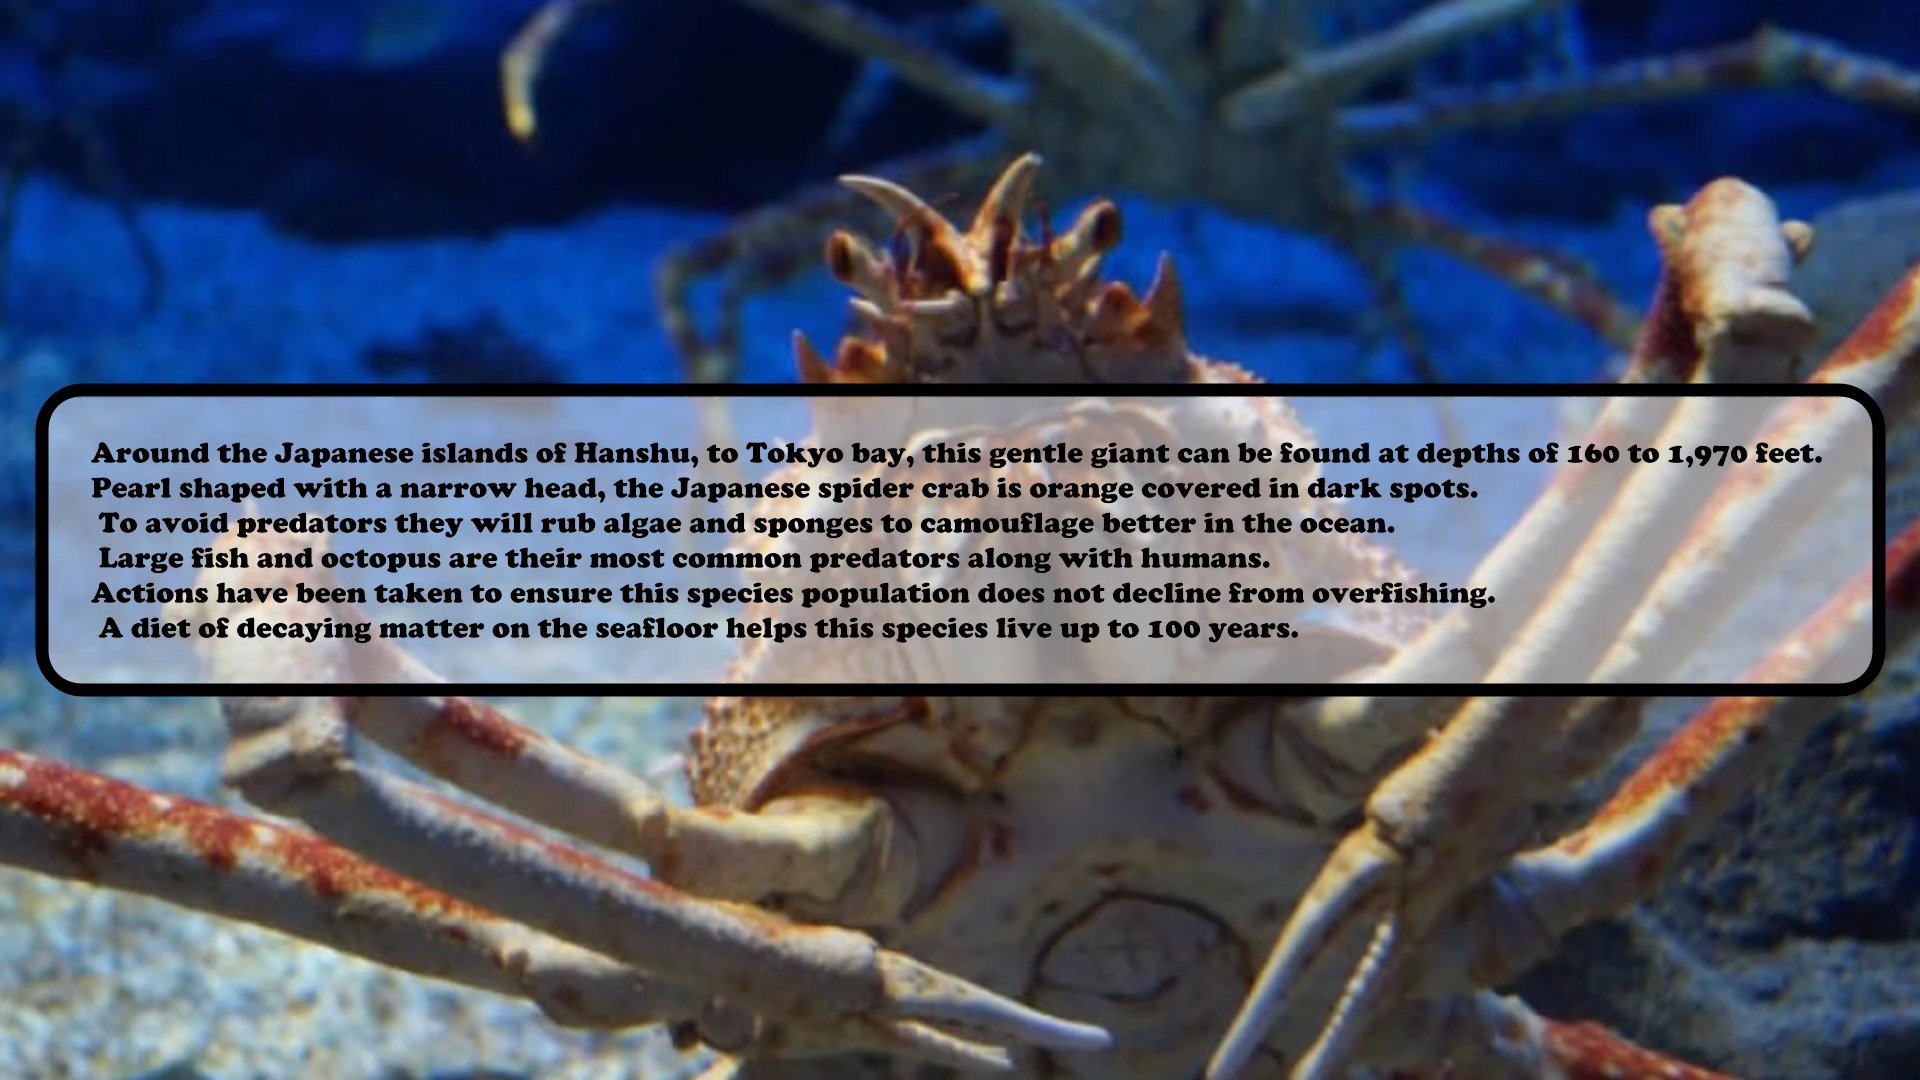 Around the Japanese islands of Hanshu, to Tokyo bay, this gentle giant can be found at depths of 160 to 1,970 feet.
Pearl shaped with a narrow head, the Japanese spider crab is orange covered in dark spots.
To avoid predators they will rub algae and sponges to camouflage better in the ocean.
Large fish and octopus are their most common predators along with humans.
Actions have been taken to ensure this species population does not decline from overfishing.
A diet of decaying matter on the seafloor helps this species live up to 100 years.